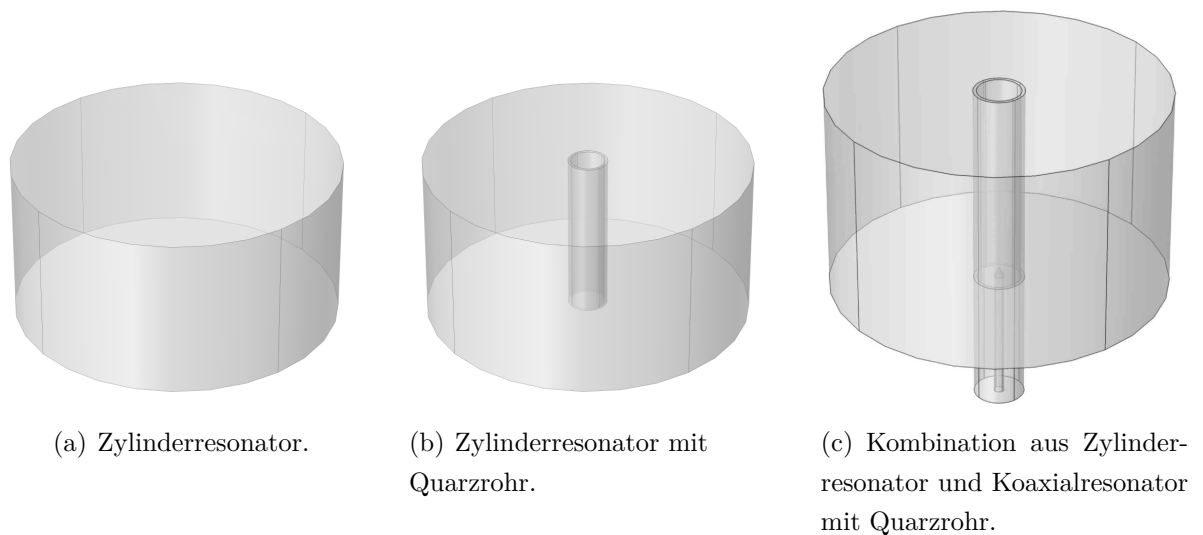 (a) Zylinderresonator.
(b) Zylinderresonator mit
Quarzrohr.
(c) Kombination aus Zylinder-
resonator und Koaxialresonator
mit Quarzrohr.